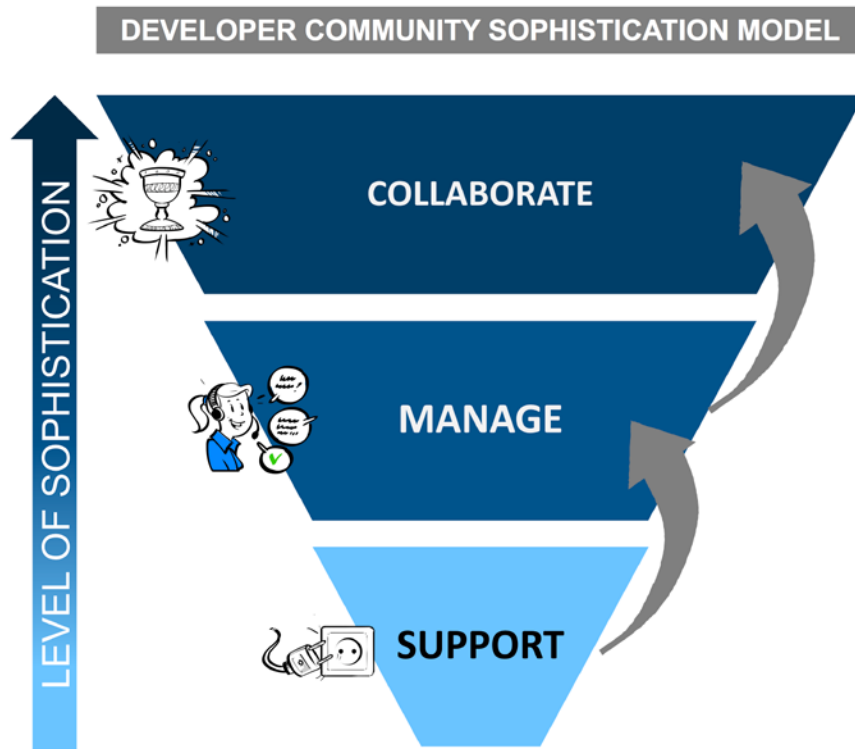 DEVELOPER COMMUNITY SOPHISTICATION MODEL
LEVEL OF SOPHISTICATION
COLLABORATE
MANAGE
SUPPORT